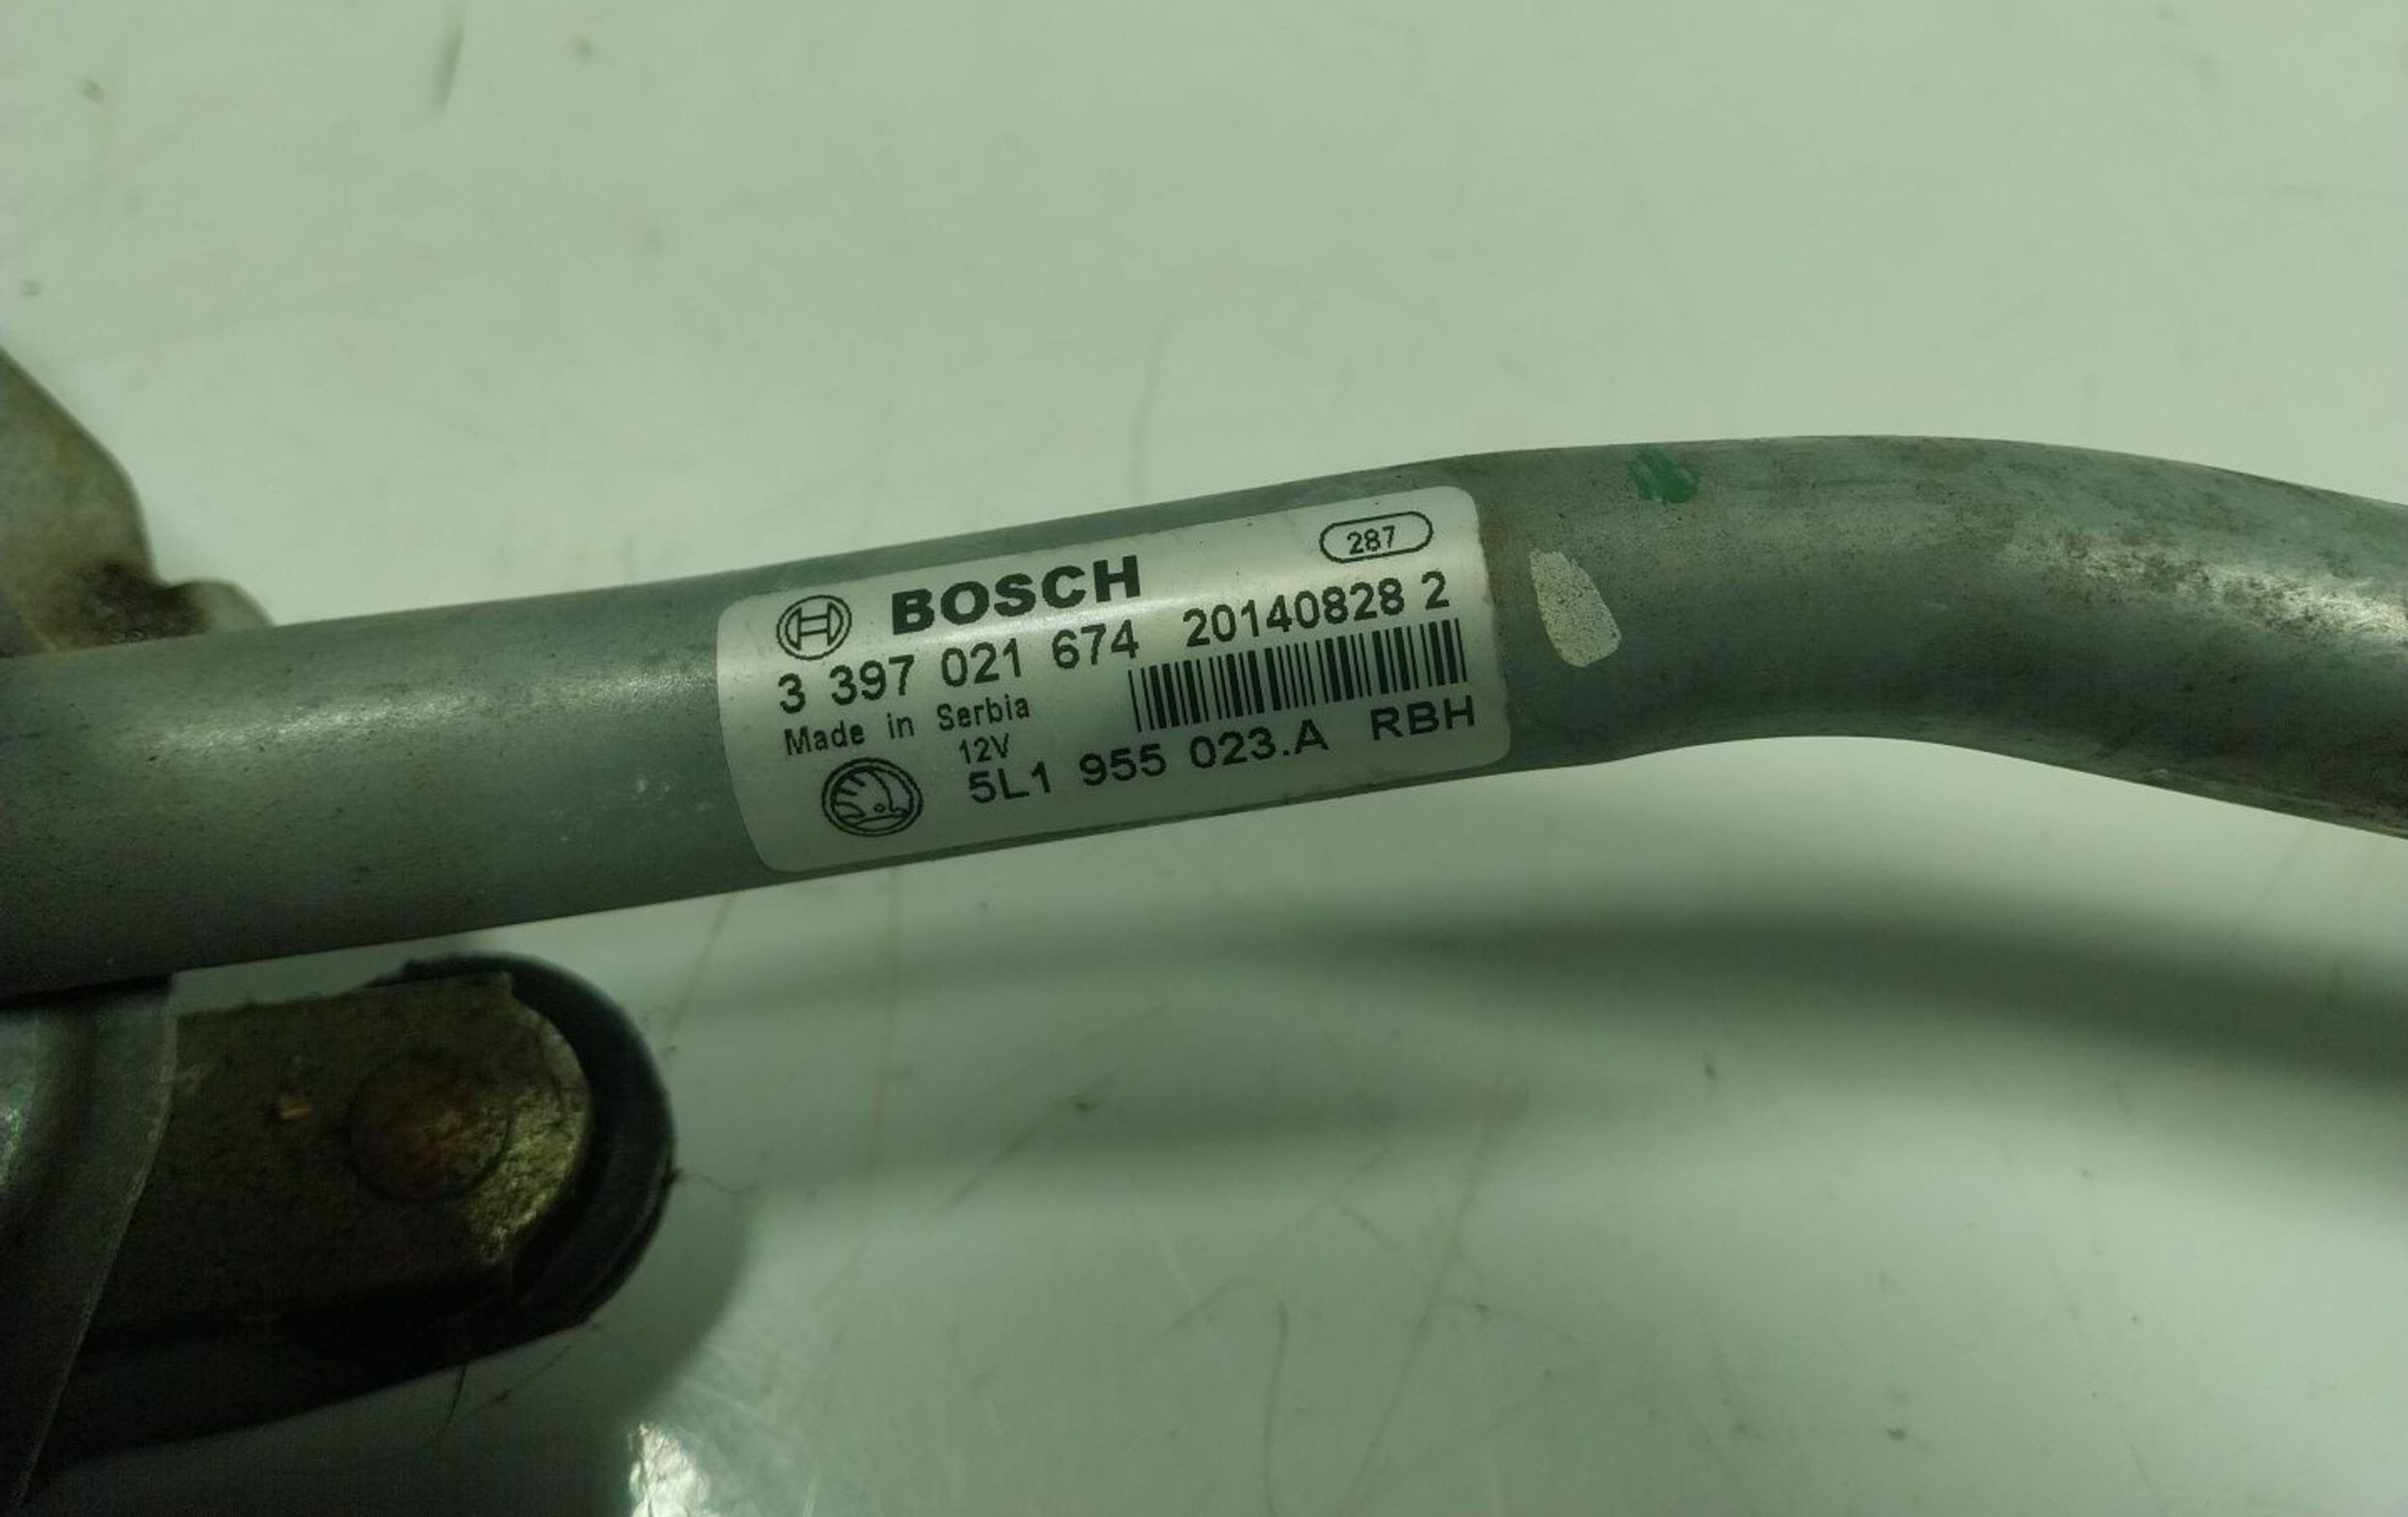 287
BOSCH
3 397 021 674 20140828 2
Made in Serbia
12V
5L1 955 023.A RBH